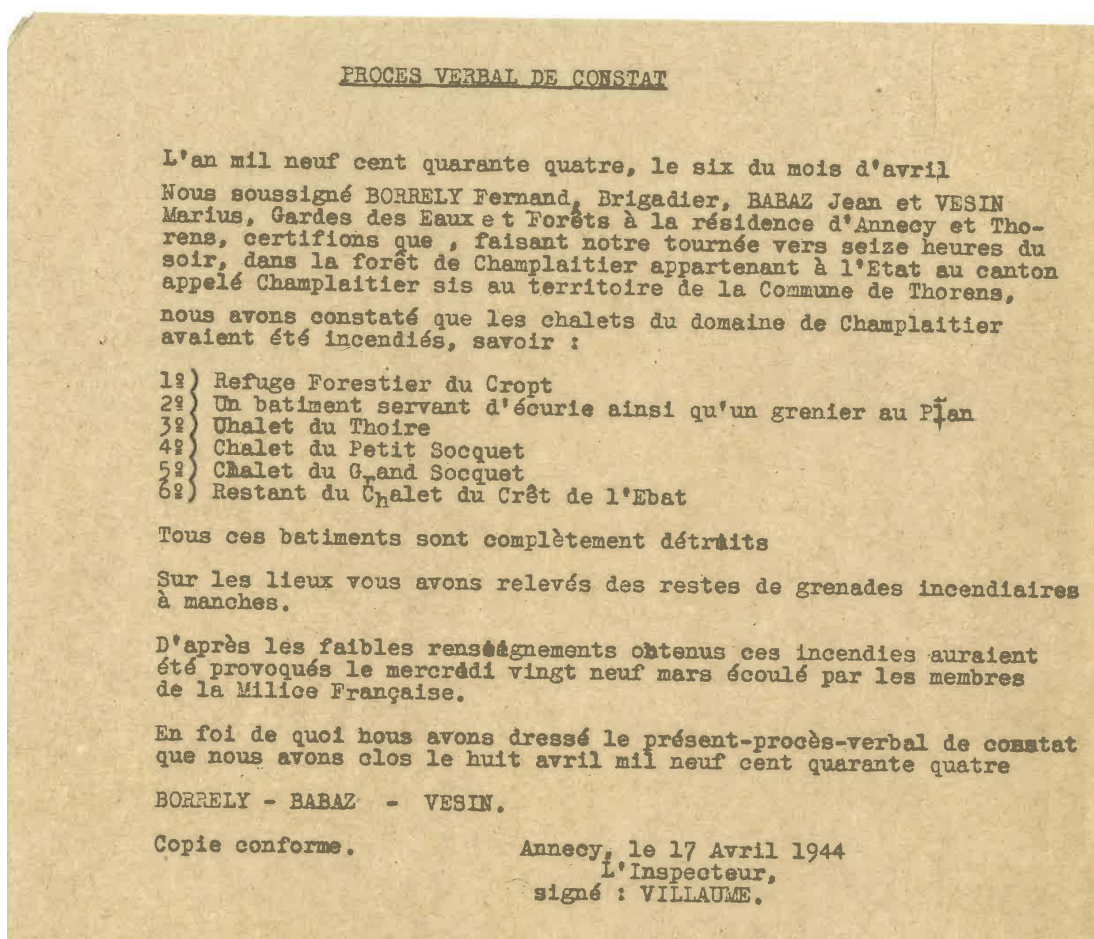 PROCES VERBAL DE CONSTAT
L'an mil neuf cent quarante quatre, le six du mois d'avril
Nous soussigné BORRELY Fernand, Brigadier, BABAZ Jean et VESIN
Marius, Gardes des Eaux et Forêts à la résidence d'Annecy et Tho-
rens, certifions que , faisant notre tournée vers seize heures du
soir, dans la forêt de Champlaitier appartenant à l'Etat au canton
appelé Champlaitier sis au territoire de la Commune de Thorens,
nous avons constaté que les chalets du domaine de Champlaitier
avaient été incendiés, savoir :
1º) Refuge Forestier du Cropt
2º) Un batiment servant d'écurie ainsi qu'un grenier au Plan
3º) Chalet du Thoire
4º) Chalet du Petit Socquet
5º) Chalet du Grand Socquet
6º) Restant du Chalet du Crêt de l'Ebat
Tous ces batiments sont complètement détruits
Sur les lieux vous avons relevés des restes de grenades incendiaires
à manches.
D'après les faibles renseignements obtenus ces incendies auraient
été provoqués le mercredi vingt neuf mars écoulé par les membres
de la Milice Française.
En foi de quoi nous avons dressé le présent-procès-verbal de constat
que nous avons clos le huit avril mil neuf cent quarante quatre
BORRELY - BABAZ - VESIN.
Copie conforme. Annecy, le 17 Avril 1944
L'Inspecteur,
signé : VILLAUME.